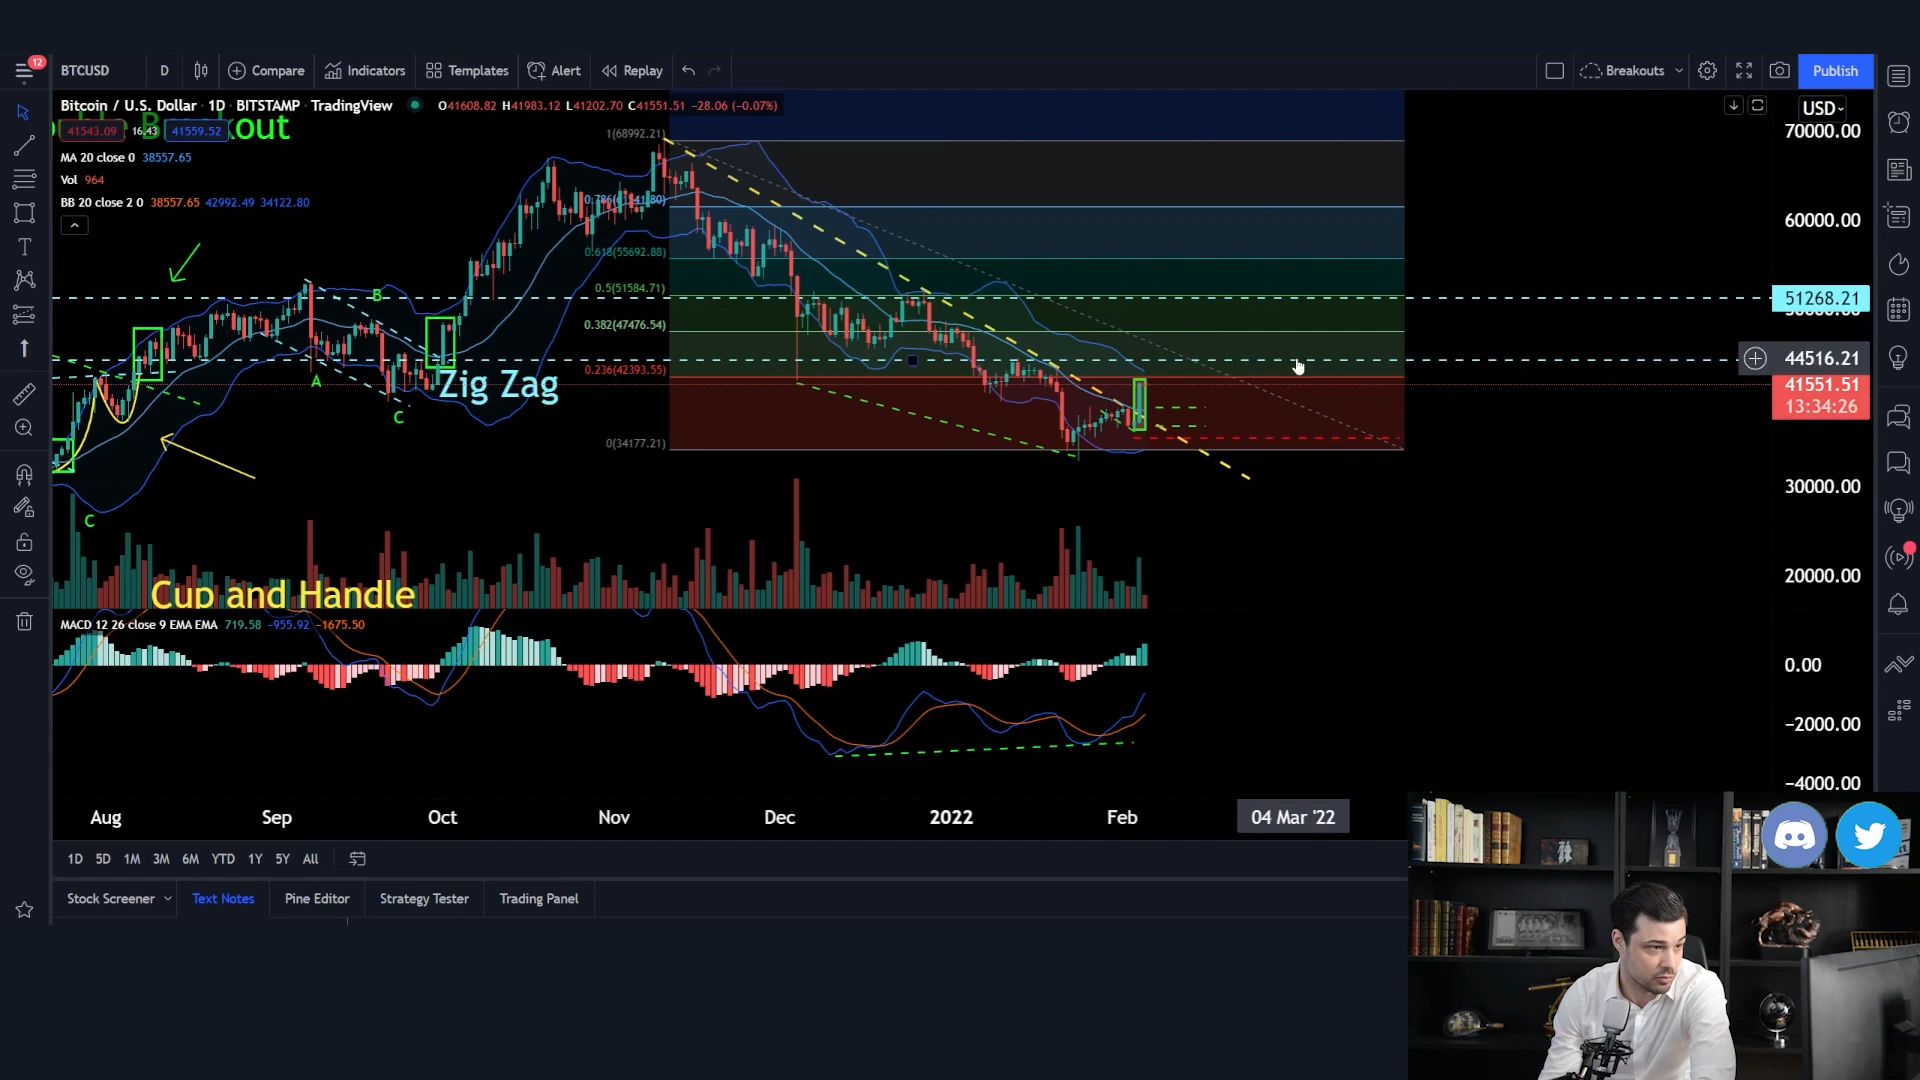 12
BTCUSD D Compare Indicators Templates Alert Replay Breakouts Publish
Bitcoin / U.S. Dollar · 1D · BITSTAMP TradingView O41608.82 H41983.12 L41202.70 C41551.51 −28.06 (−0.07%)
USD
41543.09 16.43 41559.52
MA 20 close 0 38557.65
Vol 964
BB 20 close 2 0 38557.65 42992.49 34122.80
1(68992.21)
0.618(55692.88)
0.5(51584.71)
0.382(47476.54)
0.236(42393.55)
0(34177.21)
70000.00
60000.00
51268.21
44516.21
41551.51
13:34:26
30000.00
20000.00
0.00
−2000.00
−4000.00
B
A
C
Zig Zag
C
Cup and Handle
MACD 12 26 close 9 EMA EMA 719.58 −955.92 −1675.50
Aug Sep Oct Nov Dec 2022 Feb 04 Mar '22
1D 5D 1M 3M 6M YTD 1Y 5Y All
Stock Screener Text Notes Pine Editor Strategy Tester Trading Panel